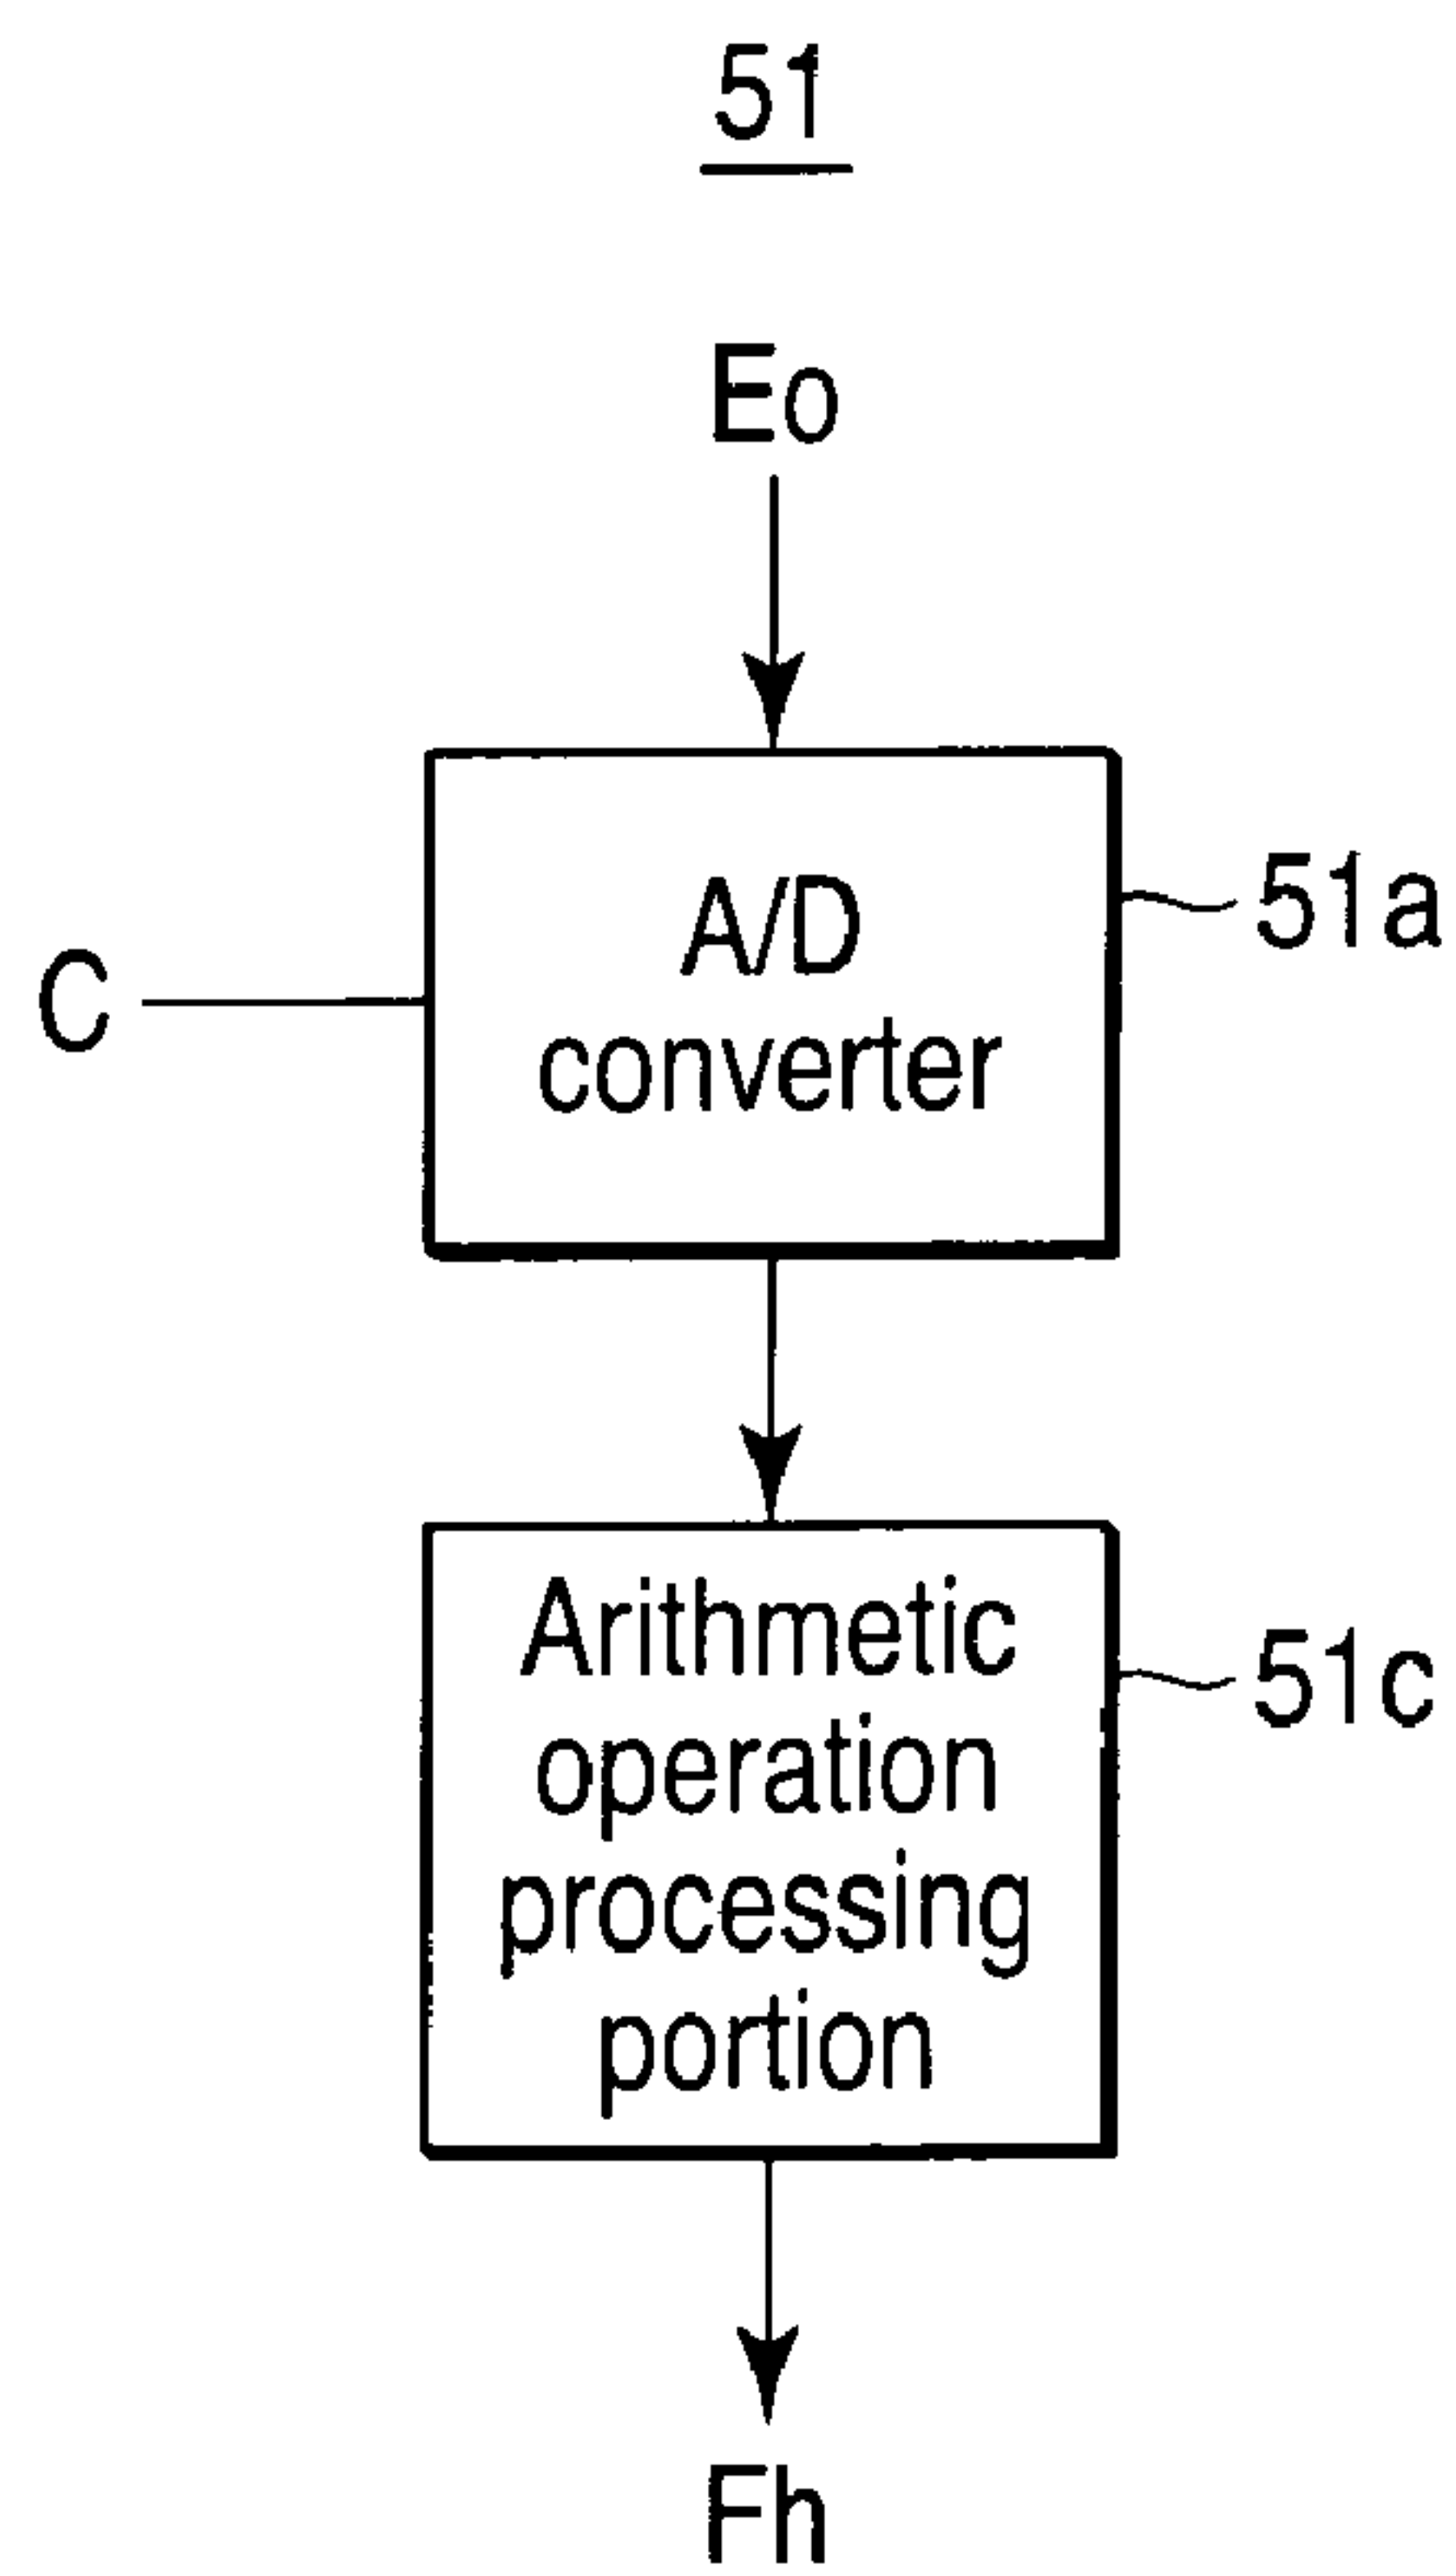 51
Eo
A/D
converter
51a
C
Arithmetic
operation
processing
portion
51c
Fh